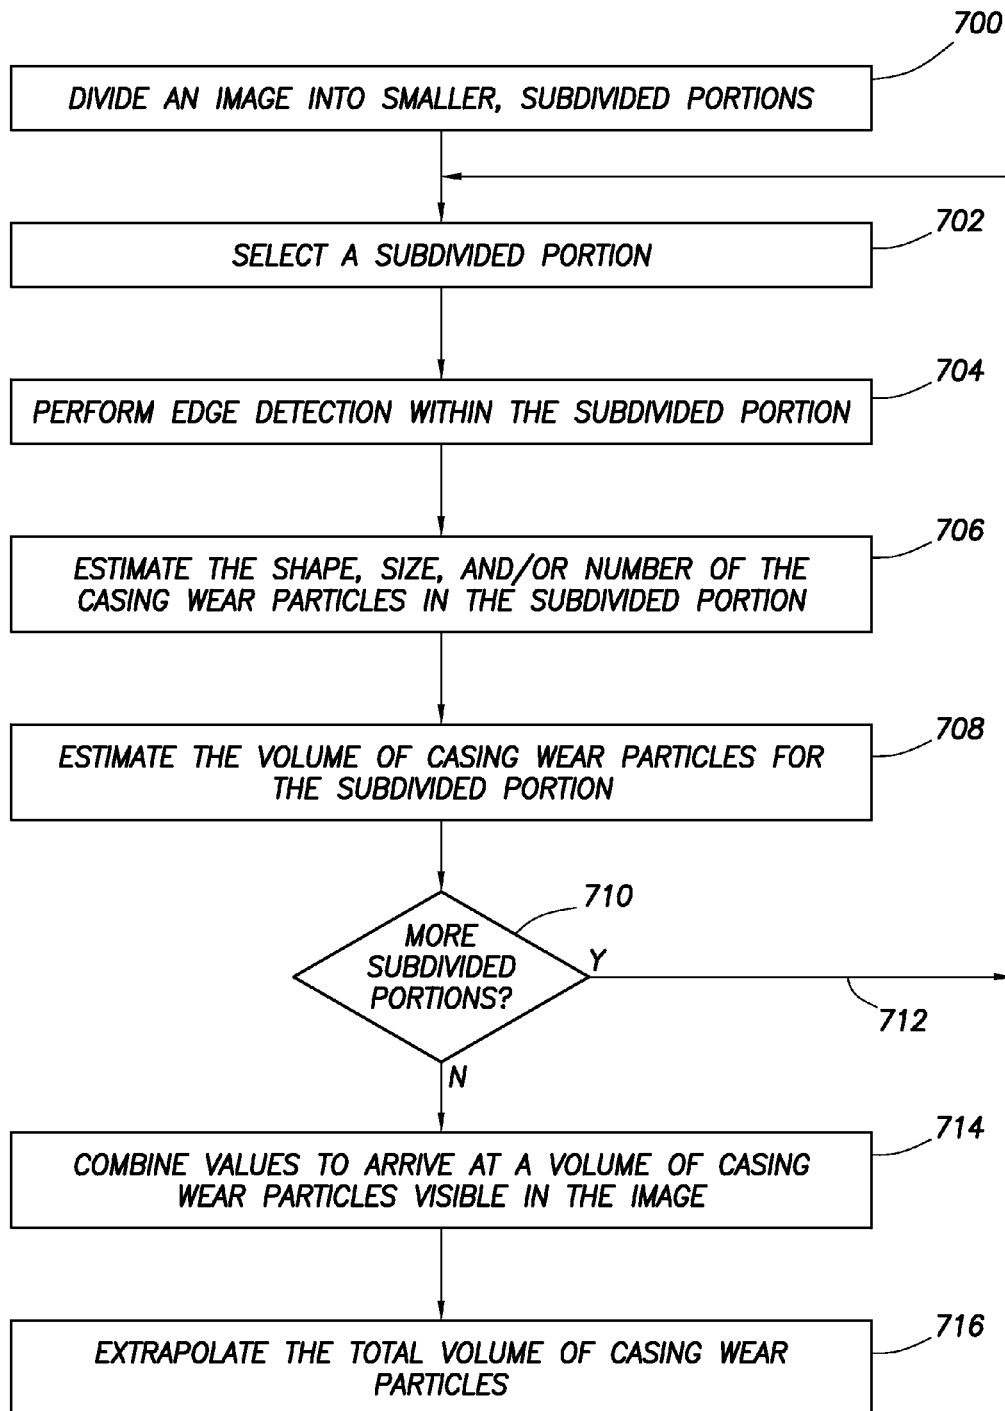 700
DIVIDE AN IMAGE INTO SMALLER, SUBDIVIDED PORTIONS
702
SELECT A SUBDIVIDED PORTION
704
PERFORM EDGE DETECTION WITHIN THE SUBDIVIDED PORTION
706
ESTIMATE THE SHAPE, SIZE, AND/OR NUMBER OF THE
CASING WEAR PARTICLES IN THE SUBDIVIDED PORTION
708
ESTIMATE THE VOLUME OF CASING WEAR PARTICLES FOR
THE SUBDIVIDED PORTION
710
MORE
SUBDIVIDED
PORTIONS?
Y
712
N
714
COMBINE VALUES TO ARRIVE AT A VOLUME OF CASING
WEAR PARTICLES VISIBLE IN THE IMAGE
716
EXTRAPOLATE THE TOTAL VOLUME OF CASING WEAR
PARTICLES